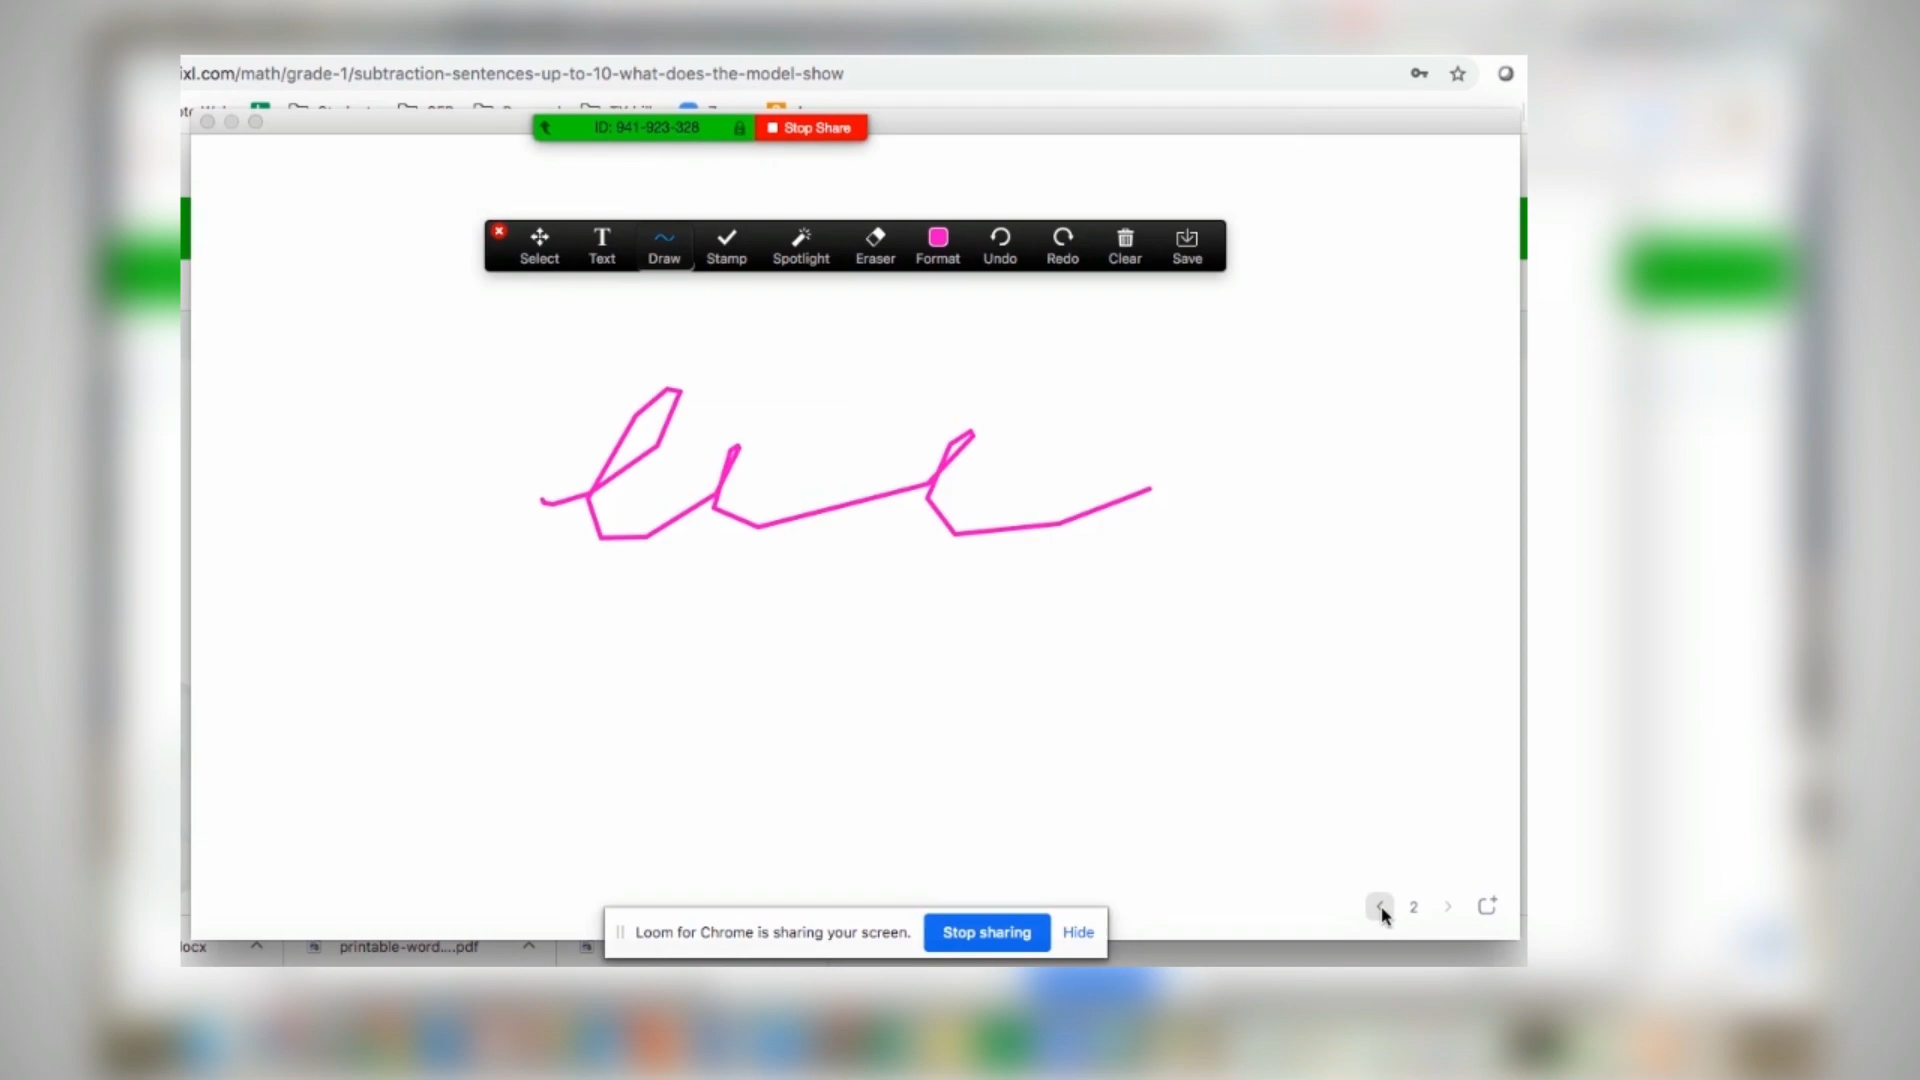 ixl.com/math/grade-1/subtraction-sentences-up-to-10-what-does-the-model-show
ID: 941-923-328 Stop Share
Select Text Draw Stamp Spotlight Eraser Format Undo Redo Clear Save
2
Loom for Chrome is sharing your screen. Stop sharing Hide
docx printable-word....pdf